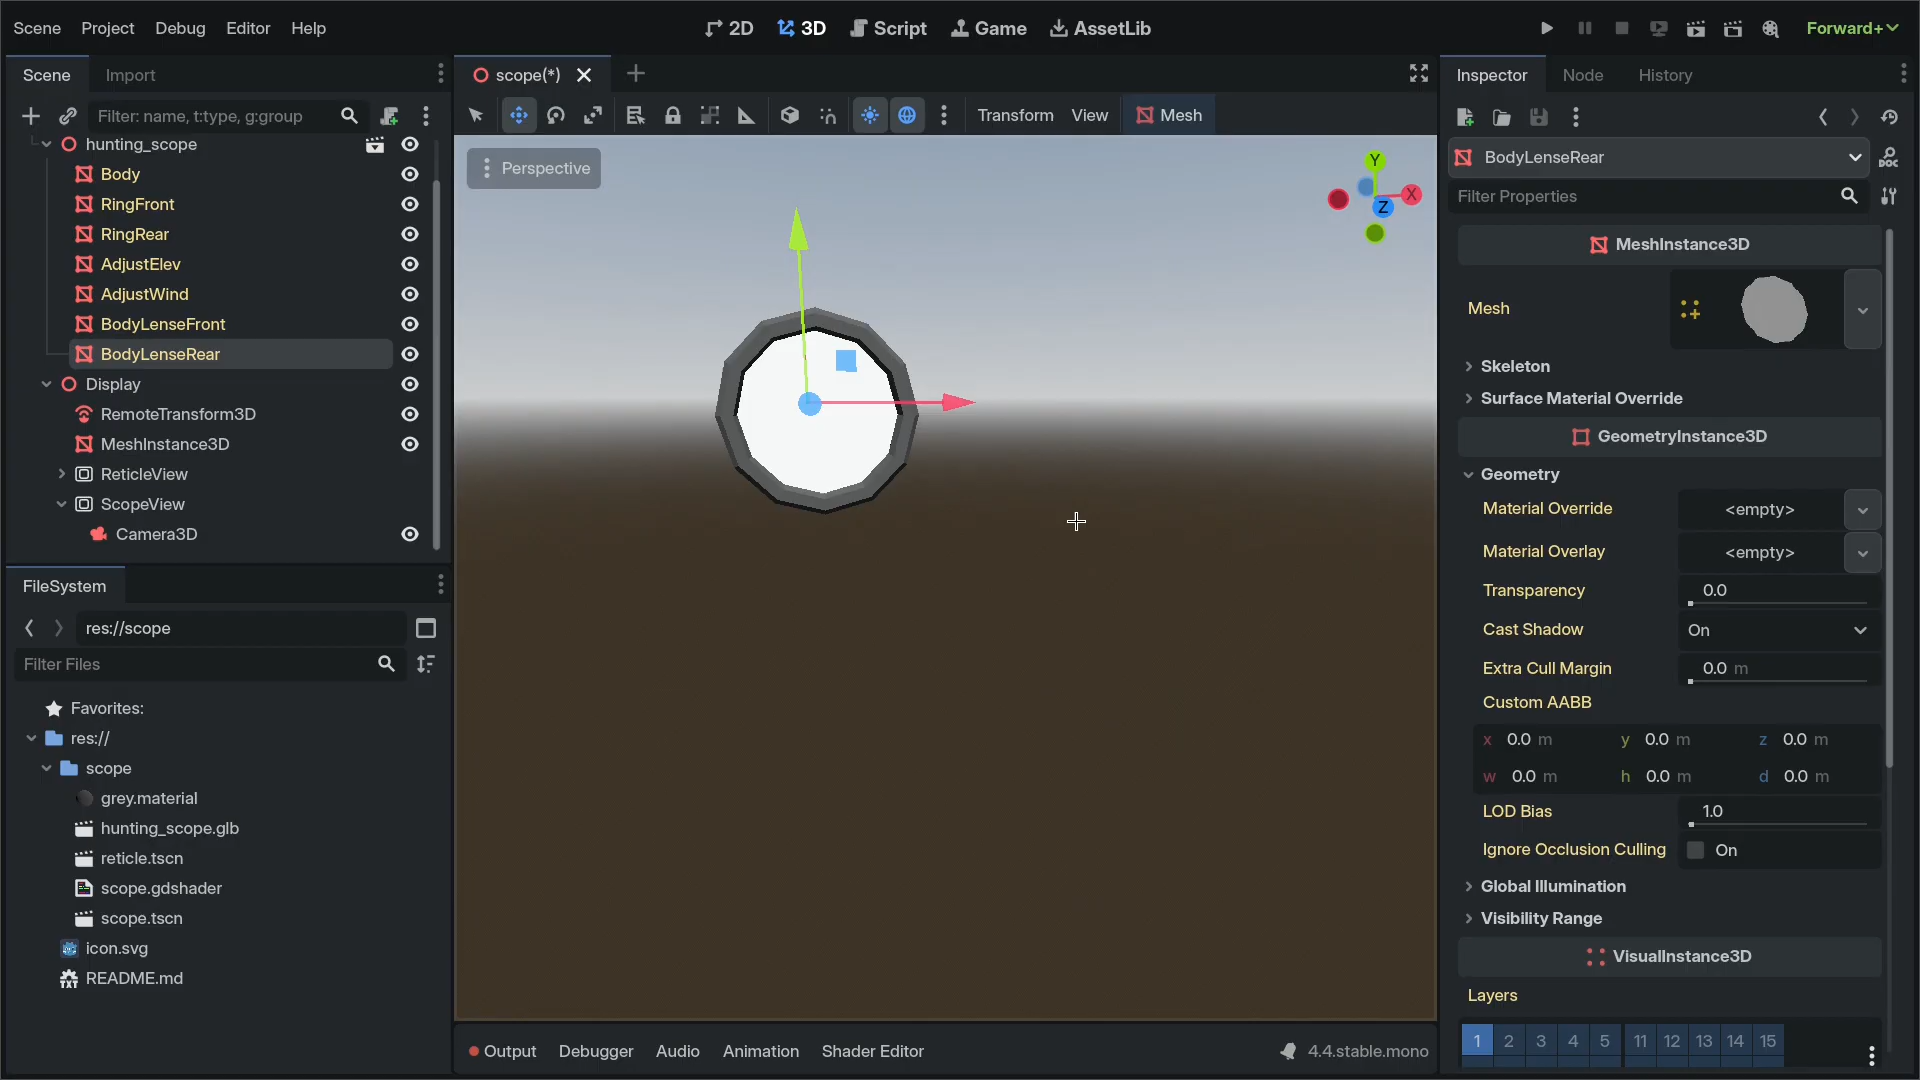 Scene Project Debug Editor Help
2D 3D Script Game AssetLib
Forward+
Scene Import
scope(*)
Inspector Node History
Filter: name, t:type, g:group
Transform View Mesh
hunting_scope
Body
RingFront
RingRear
AdjustElev
AdjustWind
BodyLenseFront
BodyLenseRear
Display
RemoteTransform3D
MeshInstance3D
ReticleView
ScopeView
Camera3D
FileSystem
res://scope
Filter Files
Favorites:
res://
scope
grey.material
hunting_scope.glb
reticle.tscn
scope.gdshader
scope.tscn
icon.svg
README.md
Perspective
Y
X
Z
Output Debugger Audio Animation Shader Editor
4.4.stable.mono
BodyLenseRear
DOC
Filter Properties
MeshInstance3D
Mesh
Skeleton
Surface Material Override
GeometryInstance3D
Geometry
Material Override <empty>
Material Overlay <empty>
Transparency 0.0
Cast Shadow On
Extra Cull Margin 0.0 m
Custom AABB
x 0.0 m y 0.0 m z 0.0 m
w 0.0 m h 0.0 m d 0.0 m
LOD Bias 1.0
Ignore Occlusion Culling On
Global Illumination
Visibility Range
VisualInstance3D
Layers
1 2 3 4 5 11 12 13 14 15